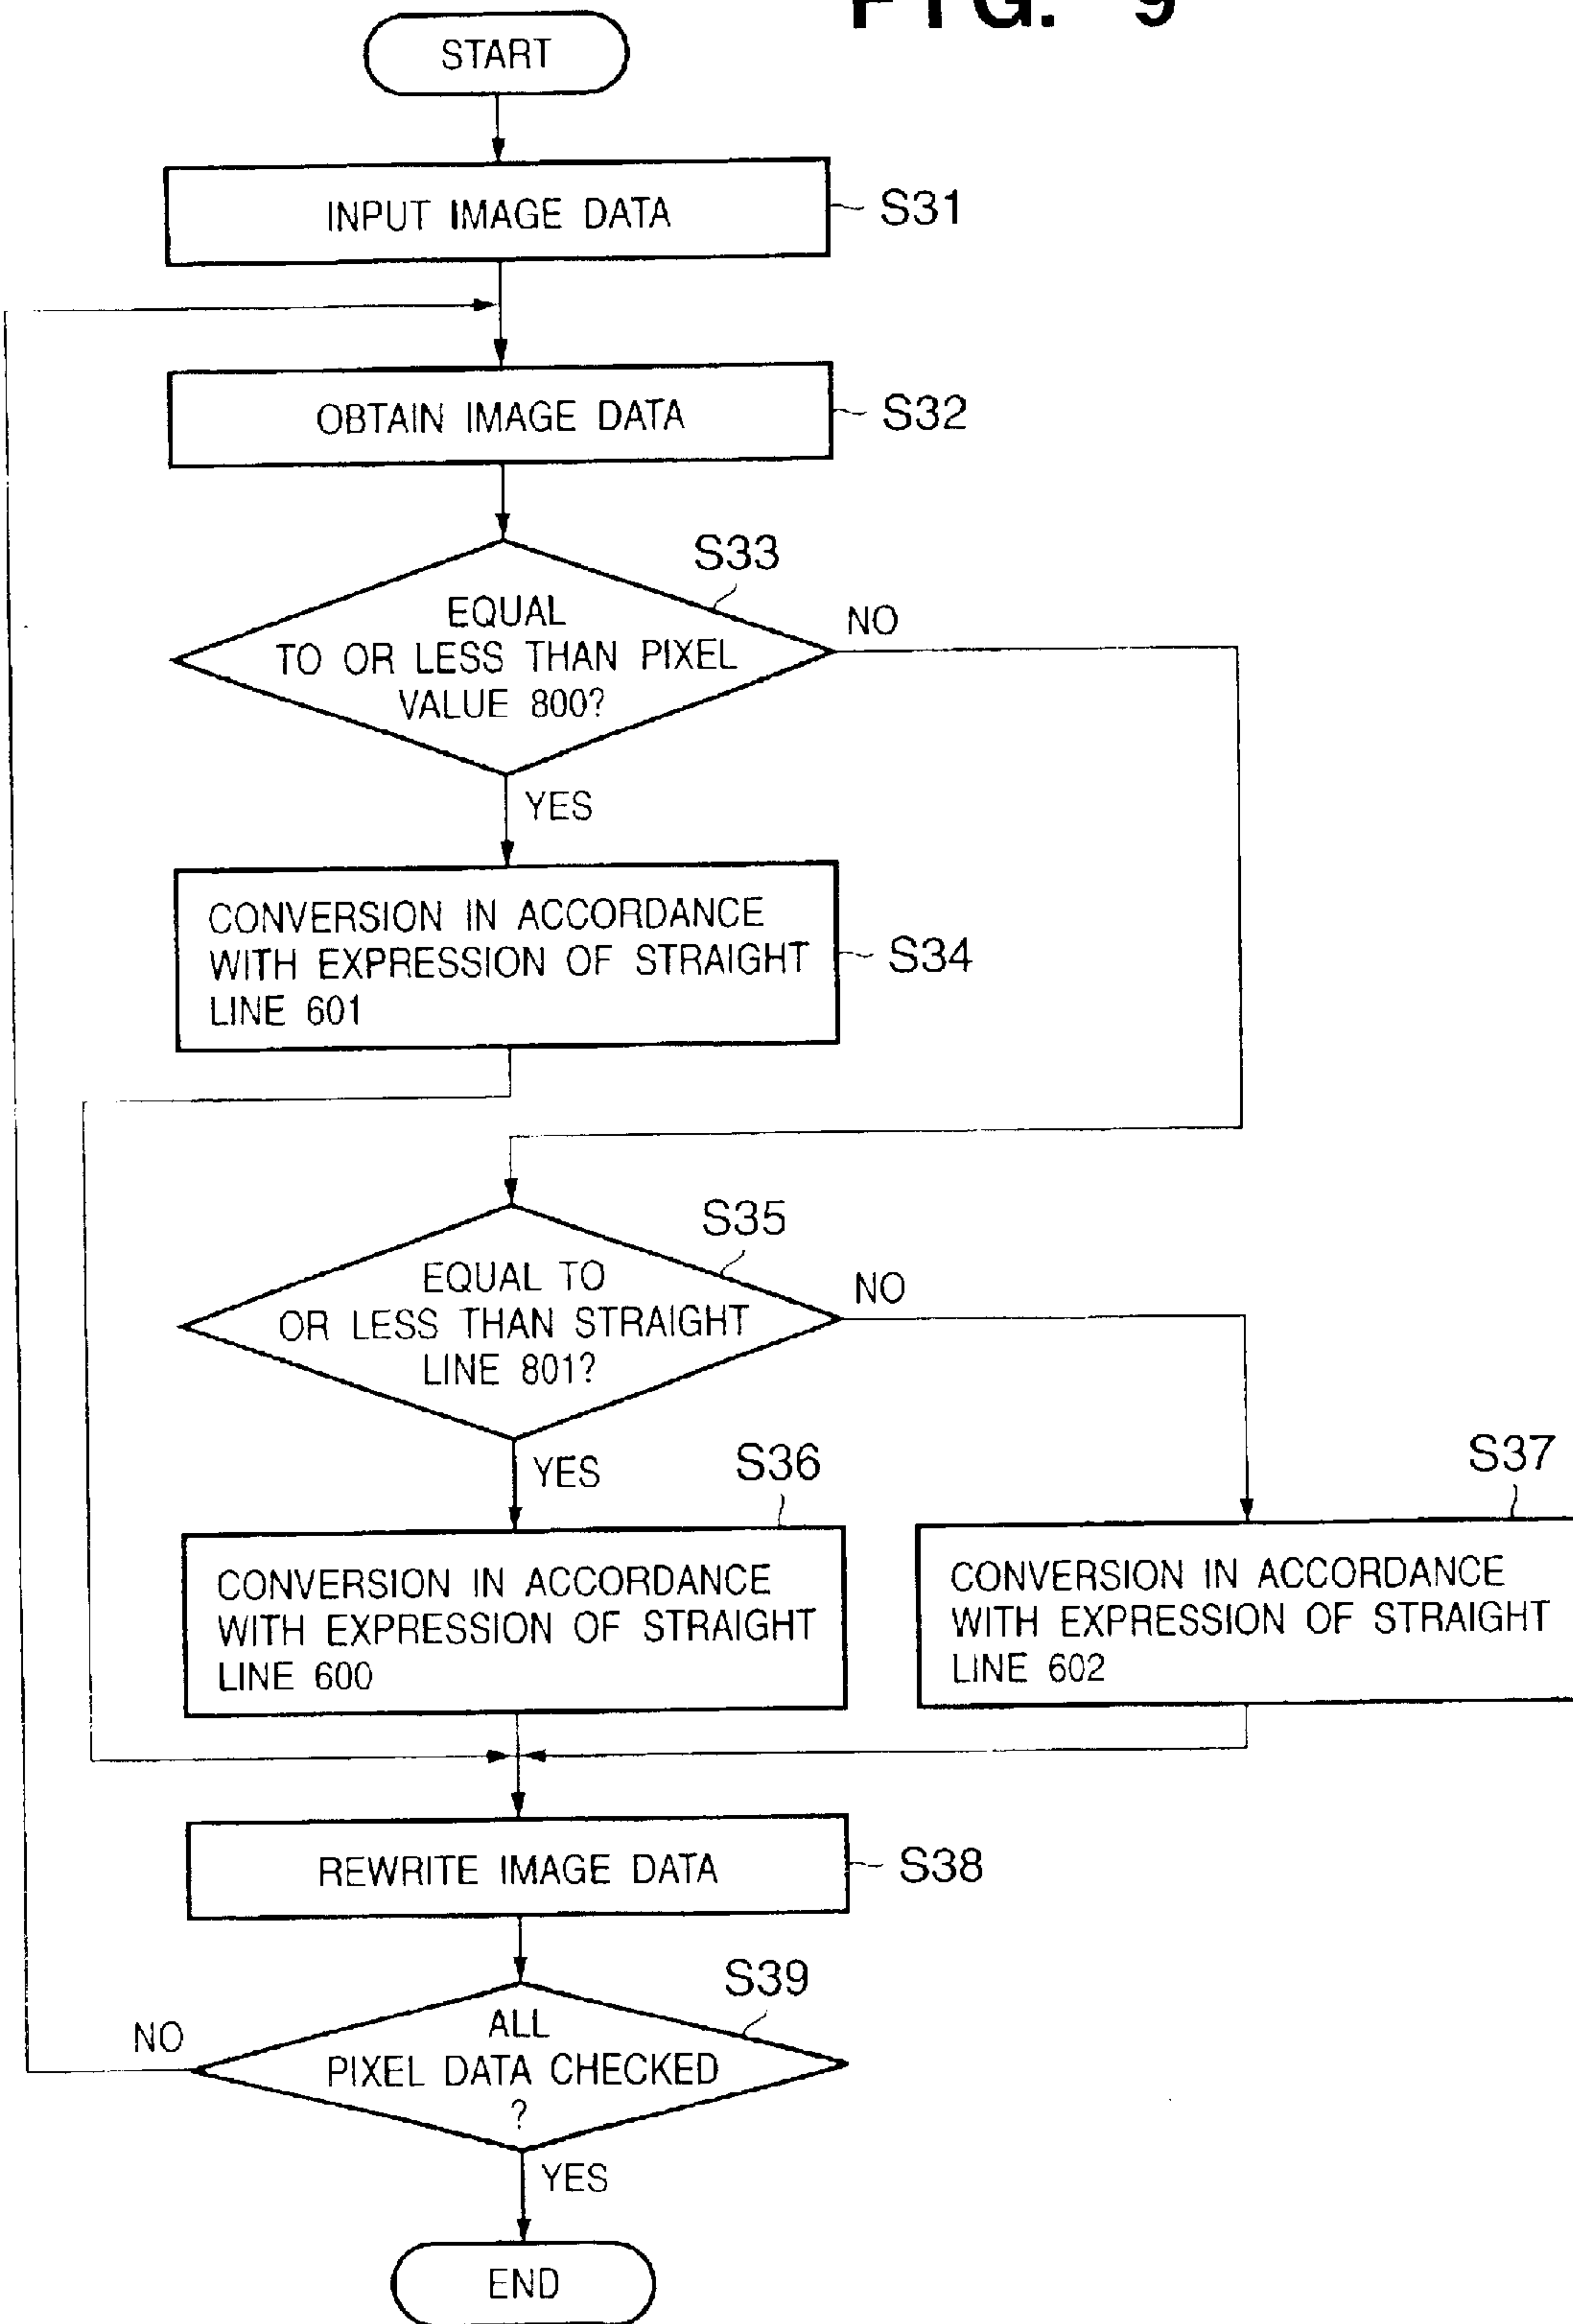 FIG. 9
START
INPUT IMAGE DATA
S31
OBTAIN IMAGE DATA
S32
S33
EQUAL
TO OR LESS THAN PIXEL
VALUE 800?
NO
YES
CONVERSION IN ACCORDANCE
WITH EXPRESSION OF STRAIGHT
LINE 601
S34
S35
EQUAL TO
OR LESS THAN STRAIGHT
LINE 801?
NO
YES
S36
CONVERSION IN ACCORDANCE
WITH EXPRESSION OF STRAIGHT
LINE 600
S37
CONVERSION IN ACCORDANCE
WITH EXPRESSION OF STRAIGHT
LINE 602
REWRITE IMAGE DATA
S38
S39
ALL
PIXEL DATA CHECKED
?
NO
YES
END